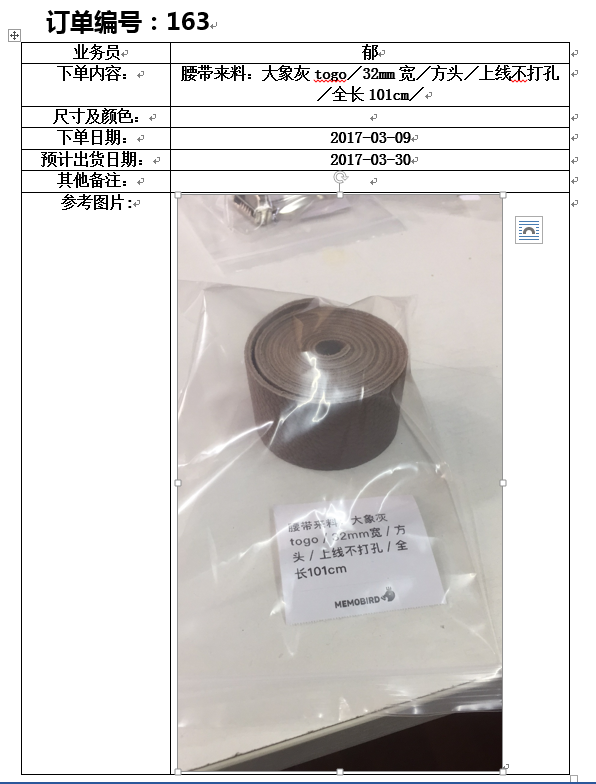 订单编号：163
业务员
郁
下单内容：
腰带来料：大象灰 togo／32mm 宽／方头／上线不打孔
／全长 101cm／
尺寸及颜色：
下单日期：
2017-03-09
预计出货日期：
2017-03-30
其他备注：
参考图片:
腰带来料：大象灰
togo / 32mm宽 / 方
头 / 上线不打孔 / 全
长101cm
MEMOBIRD